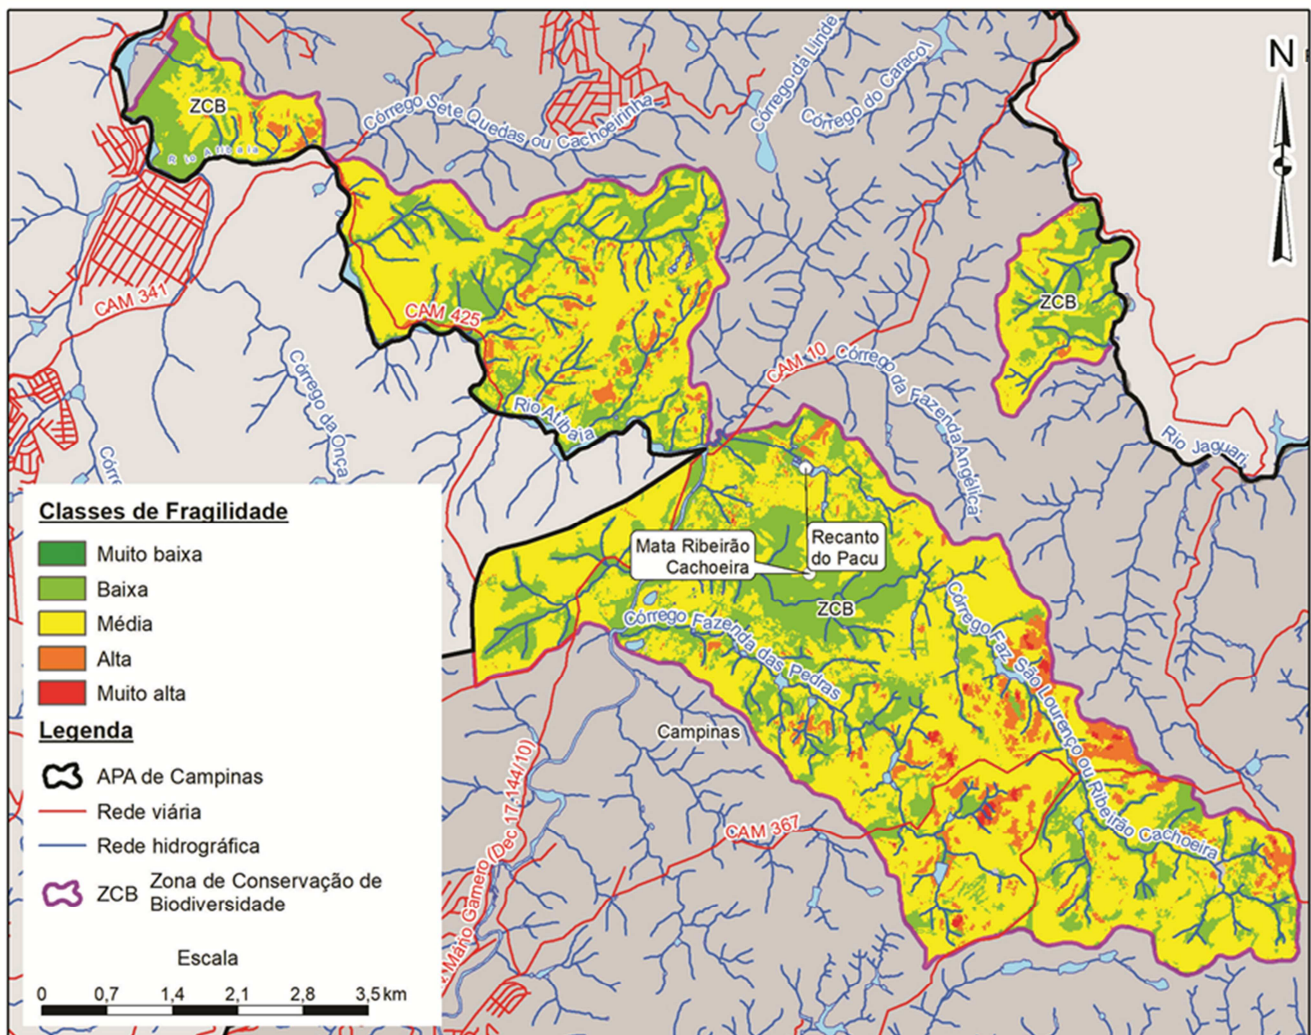 N
ZCB
Rio Atibaia
Córrego Sete Quedas ou Cachoeirinha
Córrego da Linde
Córrego do Caracol
CAM 341
CAM 425
ZCB
CAM 10
Córrego da Fazenda Angélica
Córrego da Onça
Rio Atibaia
Rio Jaguari
Córre
Recanto
do Pacu
Mata Ribeirão
Cachoeira
ZCB
Córrego Fazenda das Pedras
Córrego Faz São Lourenço ou Ribeirão Cachoeira
Campinas
CAM 367
Mário Garnero (Dec 17.144/10)
Classes de Fragilidade
Muito baixa
Baixa
Média
Alta
Muito alta
Legenda
APA de Campinas
Rede viária
Rede hidrográfica
ZCB Zona de Conservação de
Biodiversidade
Escala
0 0,7 1,4 2,1 2,8 3,5 km